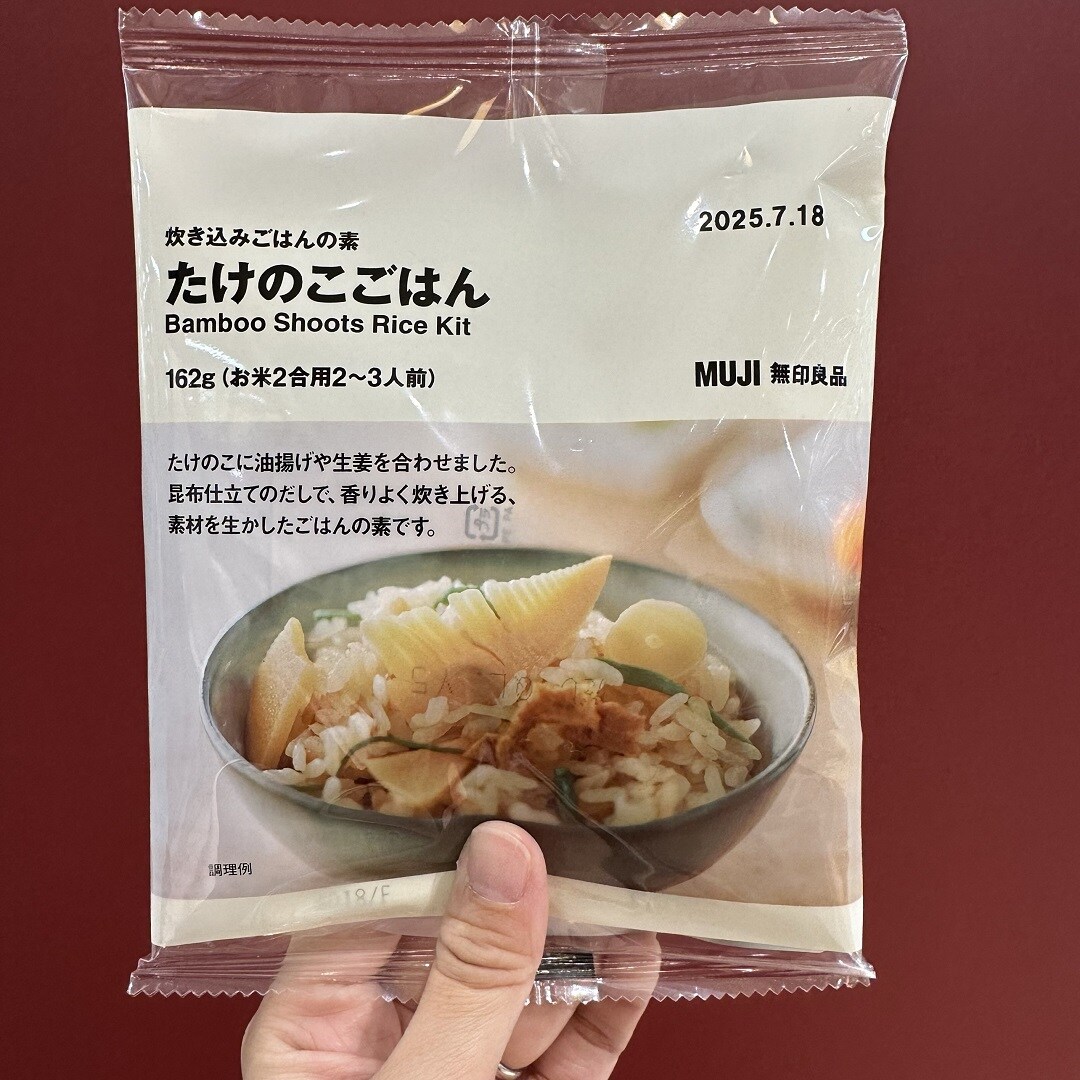 炊き込みごはんの素
たけのこごはん
Bamboo Shoots Rice Kit
162g（お米2合用2〜3人前）
2025.7.18
MUJI 無印良品
たけのこに油揚げや生姜を合わせました。
昆布仕立てのだしで、香りよく炊き上げる、
素材を生かしたごはんの素です。
調理例